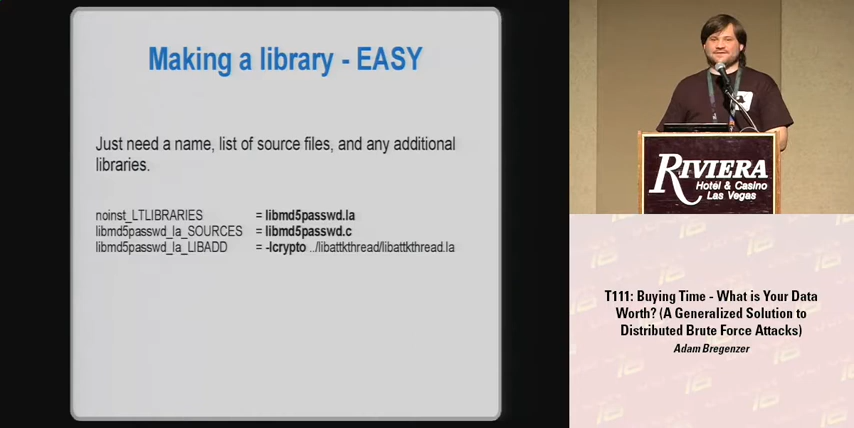 Making a library - EASY
Just need a name, list of source files, and any additional
libraries.
noinst_LTLIBRARIES = libmd5passwd.la
libmd5passwd_la_SOURCES = libmd5passwd.c
libmd5passwd_la_LIBADD = -lcrypto ../libattkthread/libattkthread.la
RIVIERA
Hotel & Casino
Las Vegas
T111: Buying Time - What is Your Data
Worth? (A Generalized Solution to
Distributed Brute Force Attacks)
Adam Bregenzer